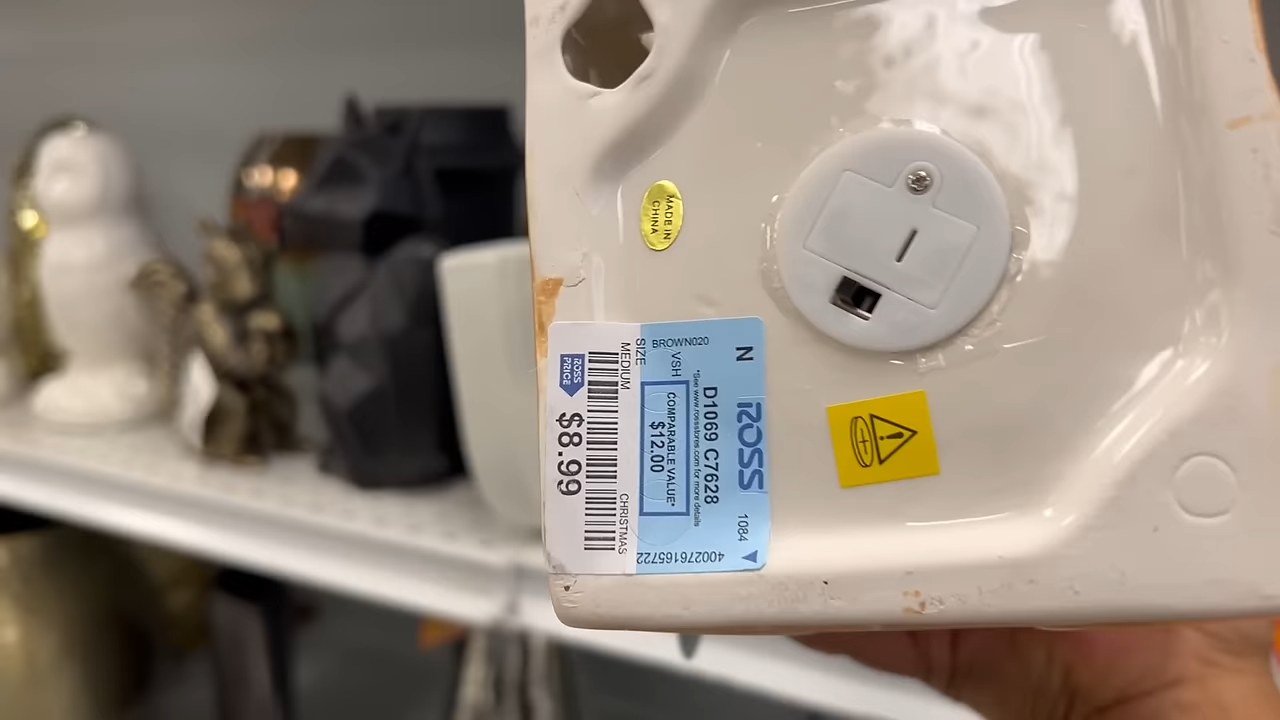 MADE IN
CHINA
N
ROSS
1084
D1069 C7628
*See www.rossstores.com for more details
BROWN020
VSH
COMPARABLE VALUE*
$12.00
400276165722
SIZE
MEDIUM
CHRISTMAS
ROSS
PRICE
$8.99